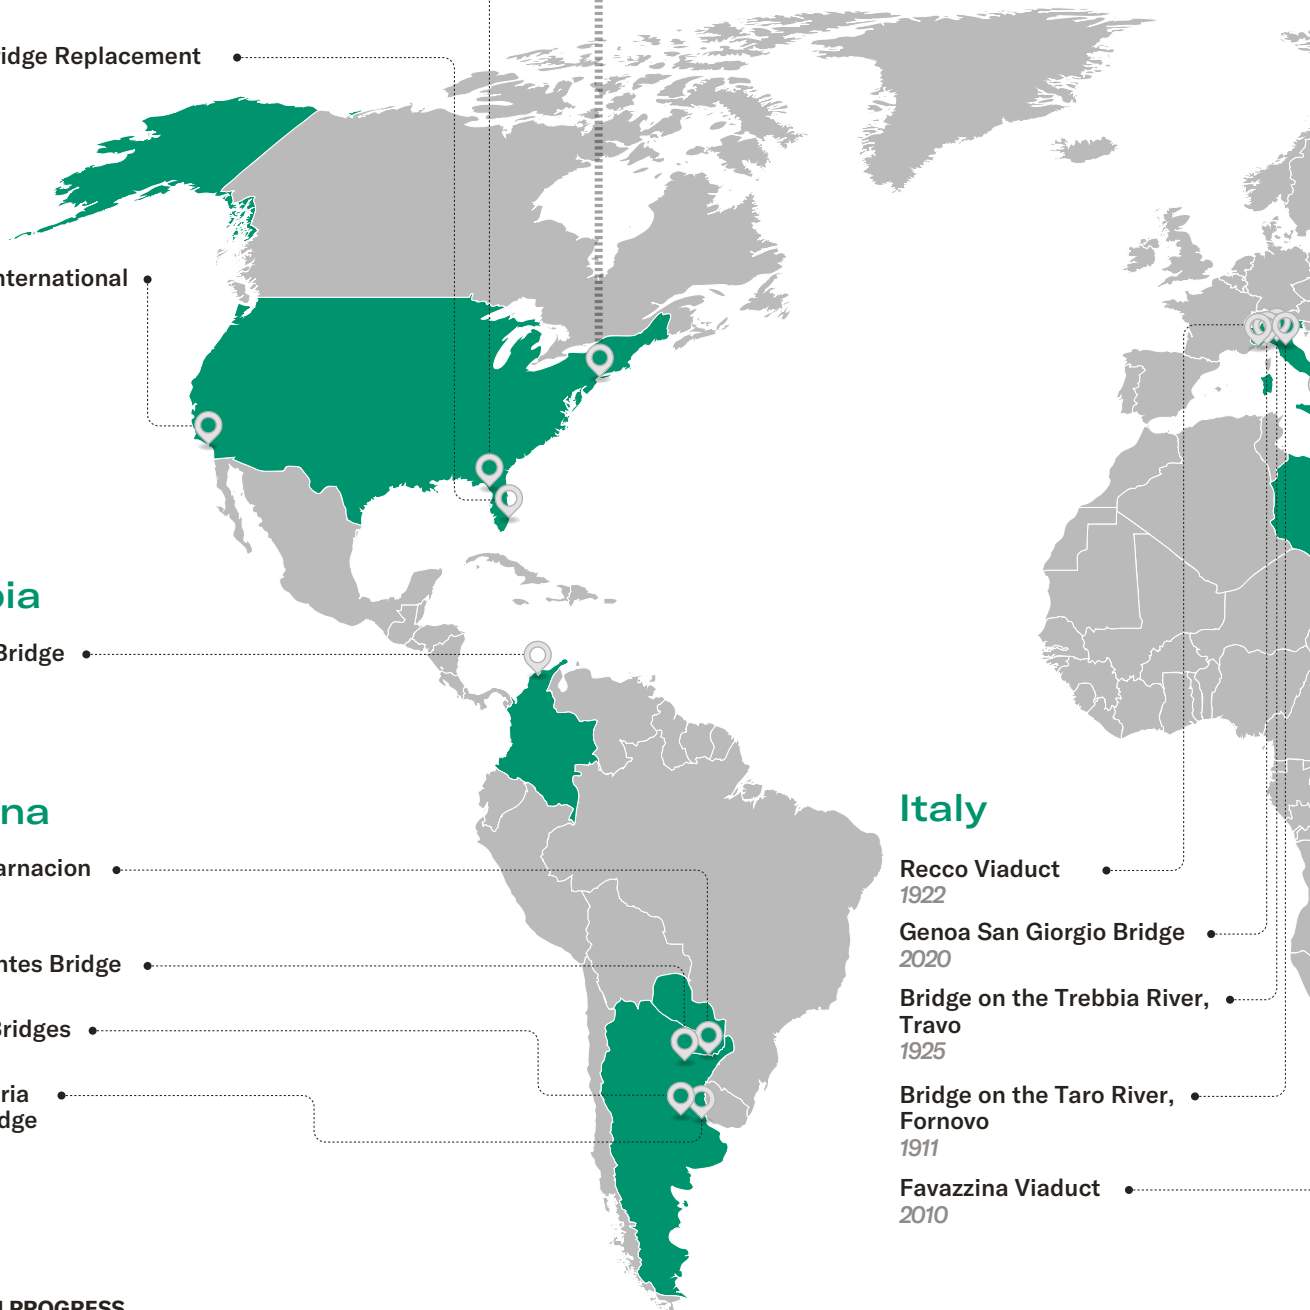 idge Replacement
nternational
bia
Bridge
na
arnacion
ntes Bridge
Bridges
ria
dge
Italy
Recco Viaduct
1922
Genoa San Giorgio Bridge
2020
Bridge on the Trebbia River,
Travo
1925
Bridge on the Taro River,
Fornovo
1911
Favazzina Viaduct
2010
PROGRESS